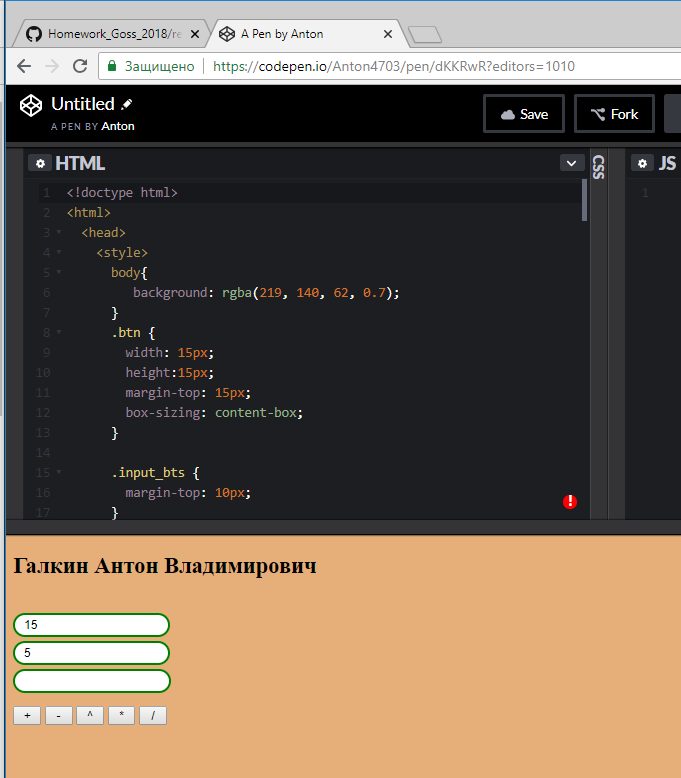 Homework_Goss_2018/re
A Pen by Anton
Защищено https://codepen.io/Anton4703/pen/dKKRwR?editors=1010
Untitled
A PEN BY Anton
Save
Fork
HTML
CSS
JS
1 <!doctype html>
2 <html>
3 <head>
4 <style>
5 body{
6 background: rgba(219, 140, 62, 0.7);
7 }
8 .btn {
9 width: 15px;
10 height:15px;
11 margin-top: 15px;
12 box-sizing: content-box;
13 }
14
15 .input_bts {
16 margin-top: 10px;
17 }
1
Галкин Антон Владимирович
15
5
+ - ^ * /